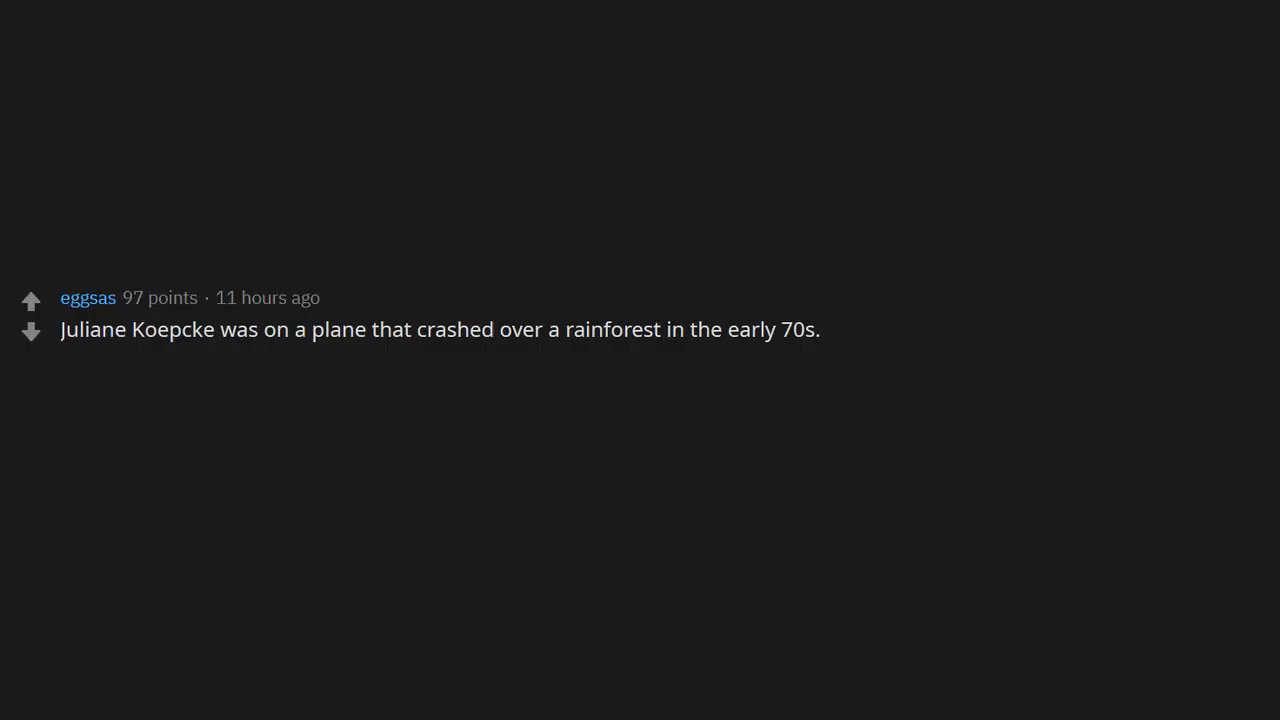 eggsas 97 points · 11 hours ago
Juliane Koepcke was on a plane that crashed over a rainforest in the early 70s.